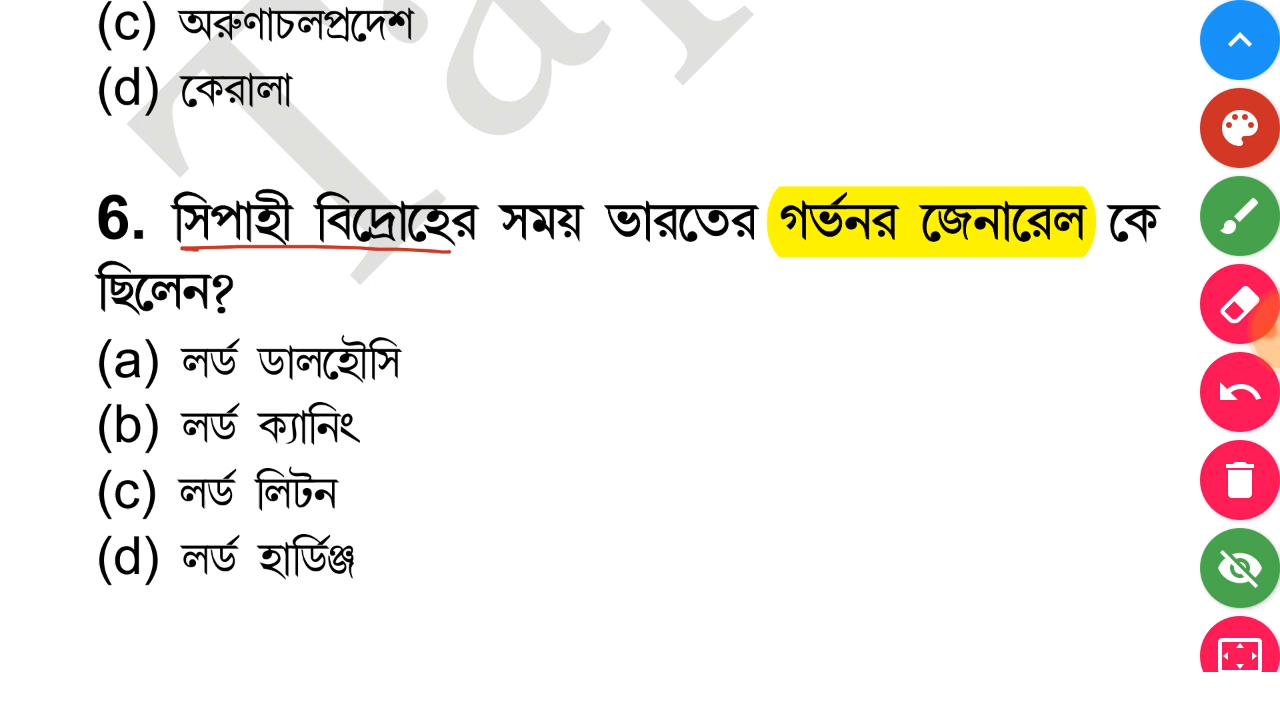 (c) অরুণাচলপ্রদেশ
(d) কেরালা
6. সিপাহী বিদ্রোহের সময় ভারতের গর্ভনর জেনারেল কে
ছিলেন?
(a) লর্ড ডালহৌসি
(b) লর্ড ক্যানিং
(c) লর্ড লিটন
(d) লর্ড হার্ডিঞ্জ